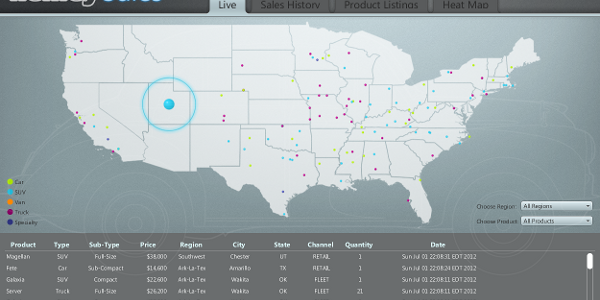 Live Sales History Product Listings Heat Map
Car
SUV
Van
Truck
Specialty
Choose Region: All Regions
Choose Product: All Products
Product Type Sub-Type Price Region City State Channel Quantity Date
Magellan SUV Full-Size $38,000 Southwest Chester UT RETAIL 1 Sun Jul 01 22:08:31 EDT 2012
Fete Car Sub-Compact $16,600 Ark-La-Tex Amarillo TX RETAIL 1 Sun Jul 01 22:08:24 EDT 2012
Galaxia SUV Compact $22,600 Ark-La-Tex Wakita OK FLEET 1 Sun Jul 01 22:08:11 EDT 2012
Server Truck Full-Size $26,200 Ark-La-Tex Wakita OK FLEET 21 Sun Jul 01 22:08:11 EDT 2012